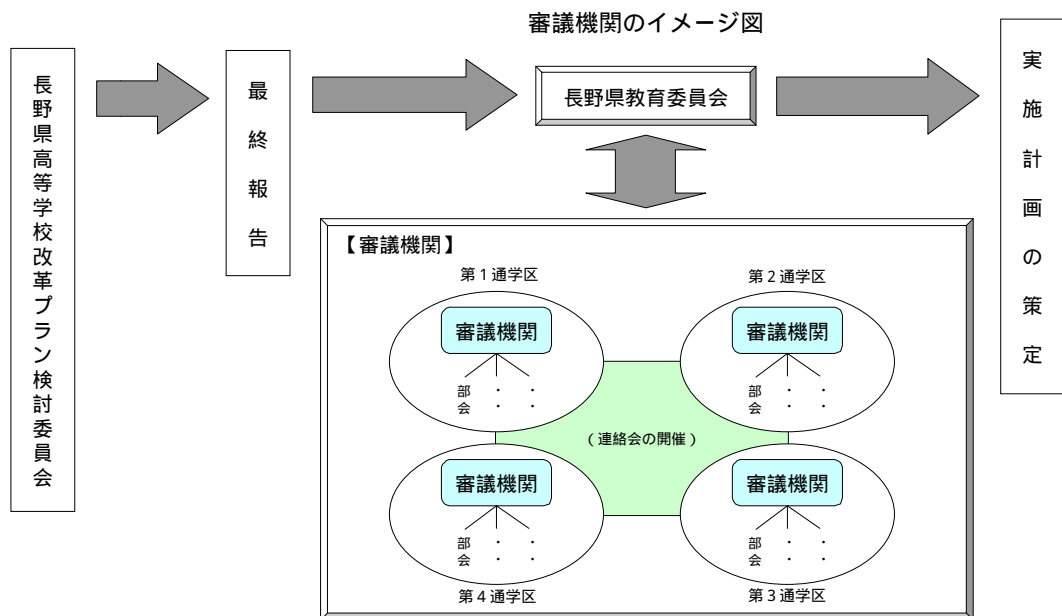 審議機関のイメージ図
長野県高等学校改革プラン検討委員会
最終報告
長野県教育委員会
実施計画の策定
【審議機関】
第1通学区
審議機関
部会 ・・ ・・
第2通学区
審議機関
部会 ・・ ・・
(連絡会の開催)
審議機関
部会 ・・ ・・
第4通学区
審議機関
部会 ・・ ・・
第3通学区